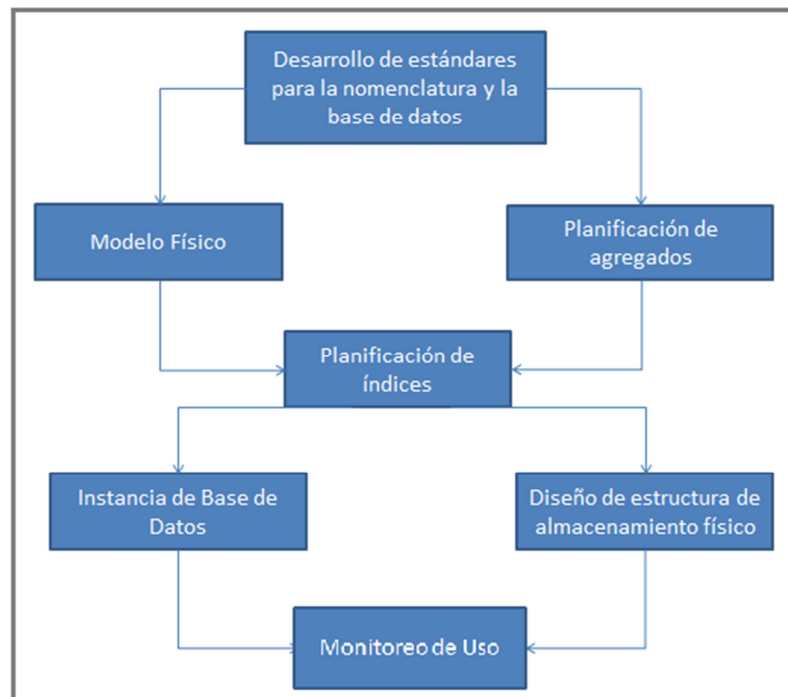 Desarrollo de estándares
para la nomenclatura y la
base de datos
Modelo Físico
Planificación de
agregados
Planificación de
índices
Instancia de Base de
Datos
Diseño de estructura de
almacenamiento físico
Monitoreo de Uso